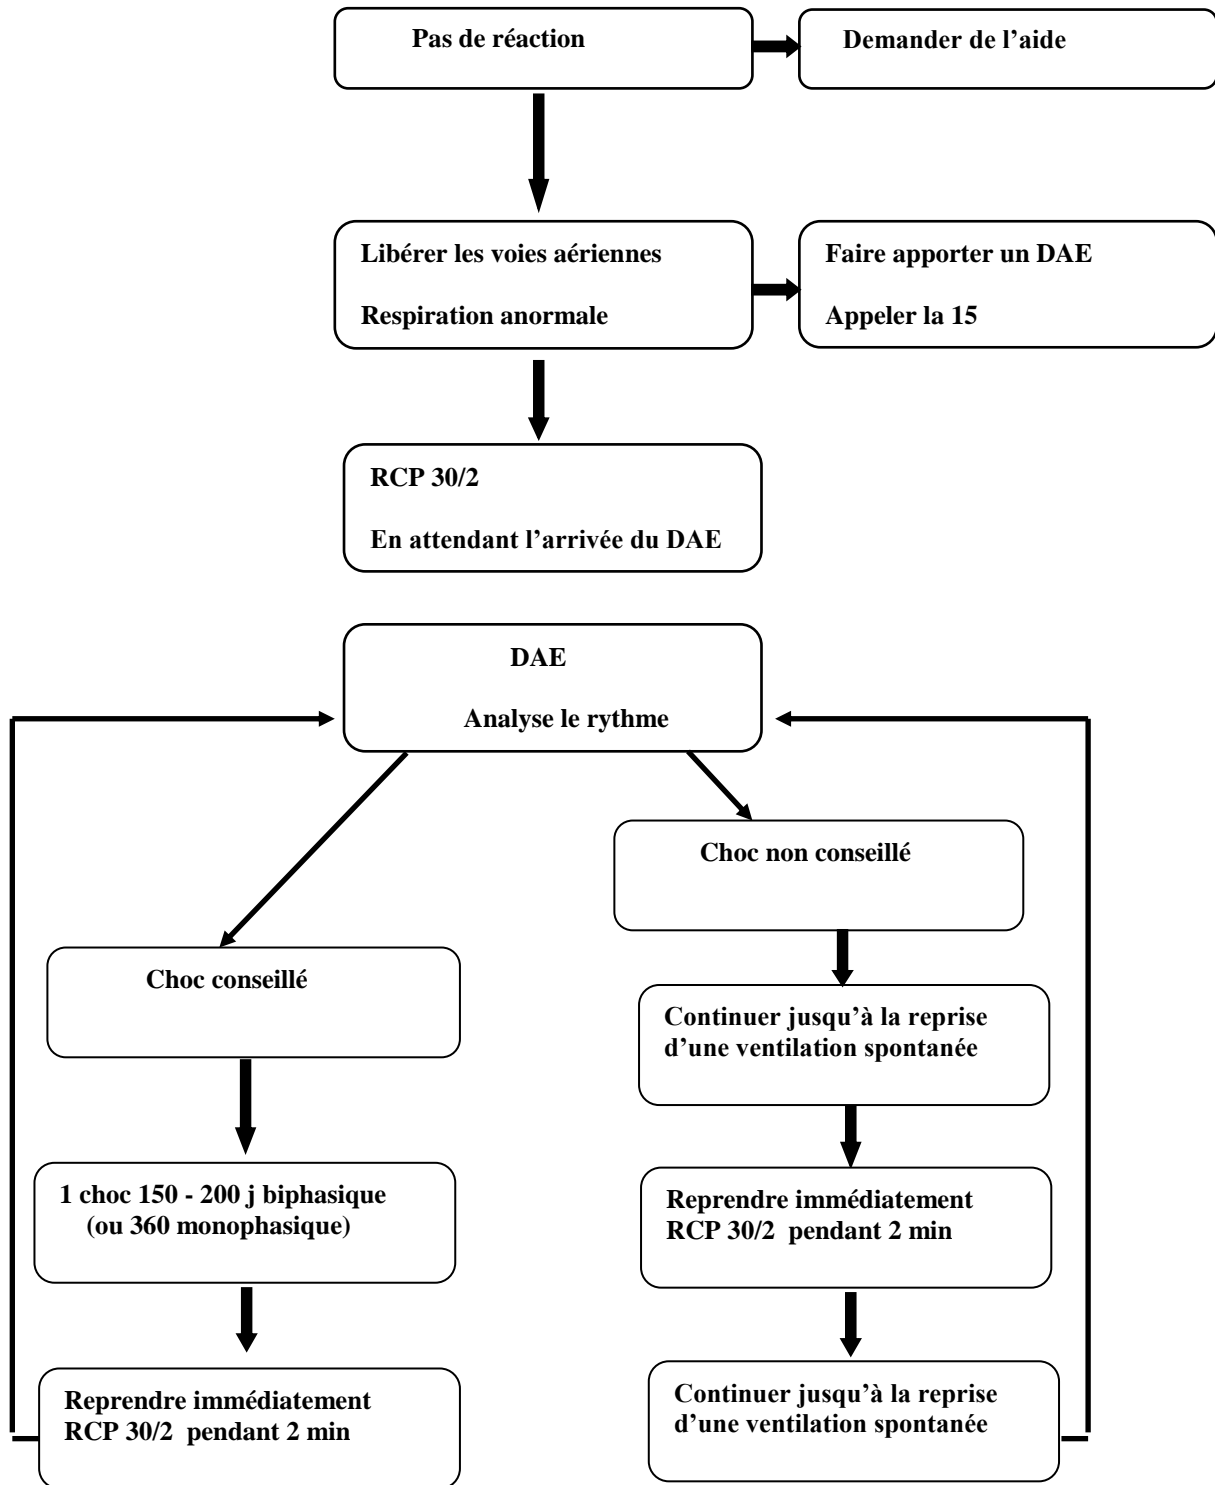 Pas de réaction
Demander de l’aide
Libérer les voies aériennes
Respiration anormale
Faire apporter un DAE
Appeler la 15
RCP 30/2
En attendant l’arrivée du DAE
DAE
Analyse le rythme
Choc non conseillé
Choc conseillé
Continuer jusqu’à la reprise
d’une ventilation spontanée
1 choc 150 - 200 j biphasique
(ou 360 monophasique)
Reprendre immédiatement
RCP 30/2 pendant 2 min
Reprendre immédiatement
RCP 30/2 pendant 2 min
Continuer jusqu’à la reprise
d’une ventilation spontanée